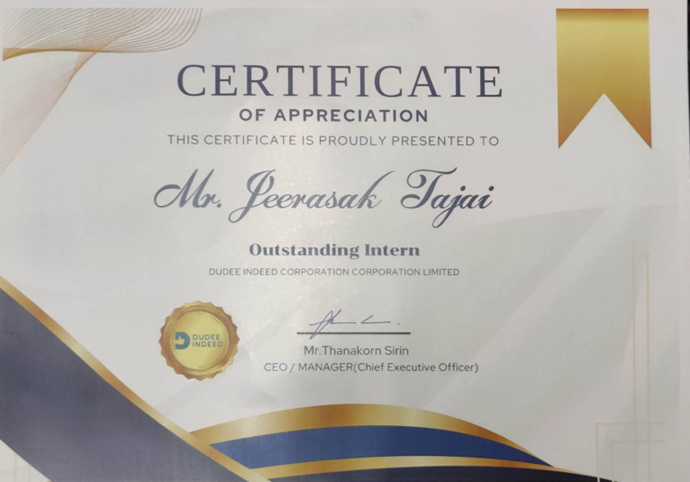 CERTIFICATE
OF APPRECIATION
THIS CERTIFICATE IS PROUDLY PRESENTED TO
Mr. Jeerasak Tajai
Outstanding Intern
DUDEE INDEED CORPORATION CORPORATION LIMITED
DUDEE
INDEED
Mr.Thanakorn Sirin
CEO / MANAGER(Chief Executive Officer)